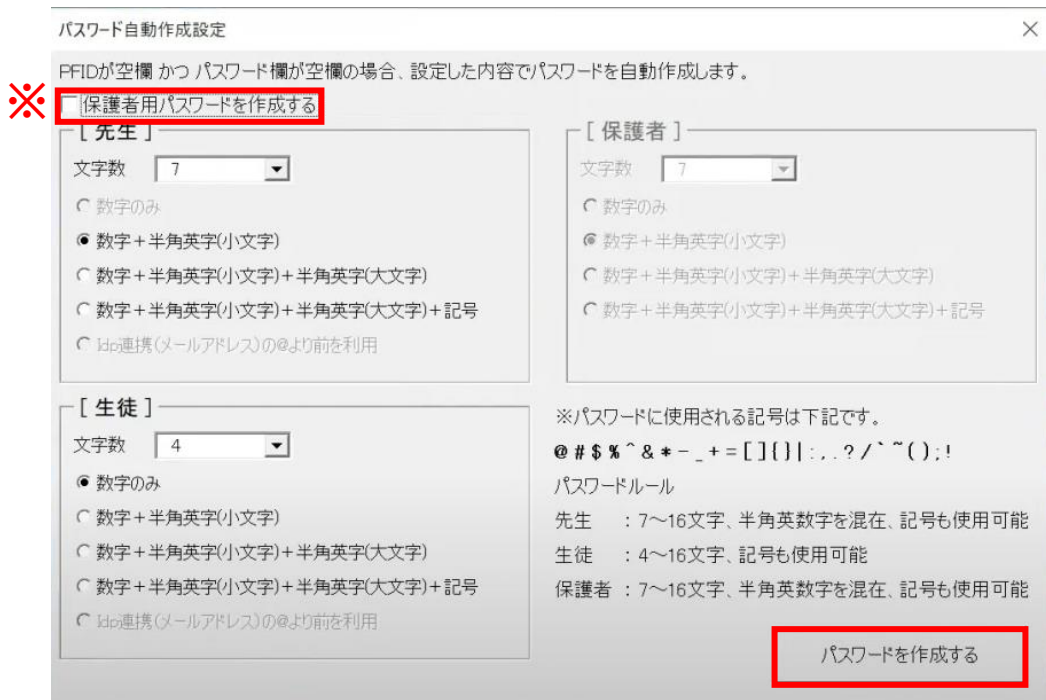 パスワード自動作成設定
PFIDが空欄 かつ パスワード欄が空欄の場合、設定した内容でパスワードを自動作成します。
※
保護者用パスワードを作成する
[ 先生 ]
文字数 7
数字のみ
数字+半角英字(小文字)
数字+半角英字(小文字)+半角英字(大文字)
数字+半角英字(小文字)+半角英字(大文字)+記号
Idp連携(メールアドレス)の@より前を利用
[ 保護者 ]
文字数 7
数字のみ
数字+半角英字(小文字)
数字+半角英字(小文字)+半角英字(大文字)
数字+半角英字(小文字)+半角英字(大文字)+記号
[ 生徒 ]
文字数 4
数字のみ
数字+半角英字(小文字)
数字+半角英字(小文字)+半角英字(大文字)
数字+半角英字(小文字)+半角英字(大文字)+記号
Idp連携(メールアドレス)の@より前を利用
※パスワードに使用される記号は下記です。
@#$%^&*-_+=[]{}|:,.?/`~();!
パスワードルール
先生 :7~16文字、半角英数字を混在、記号も使用可能
生徒 :4~16文字、記号も使用可能
保護者 :7~16文字、半角英数字を混在、記号も使用可能
パスワードを作成する